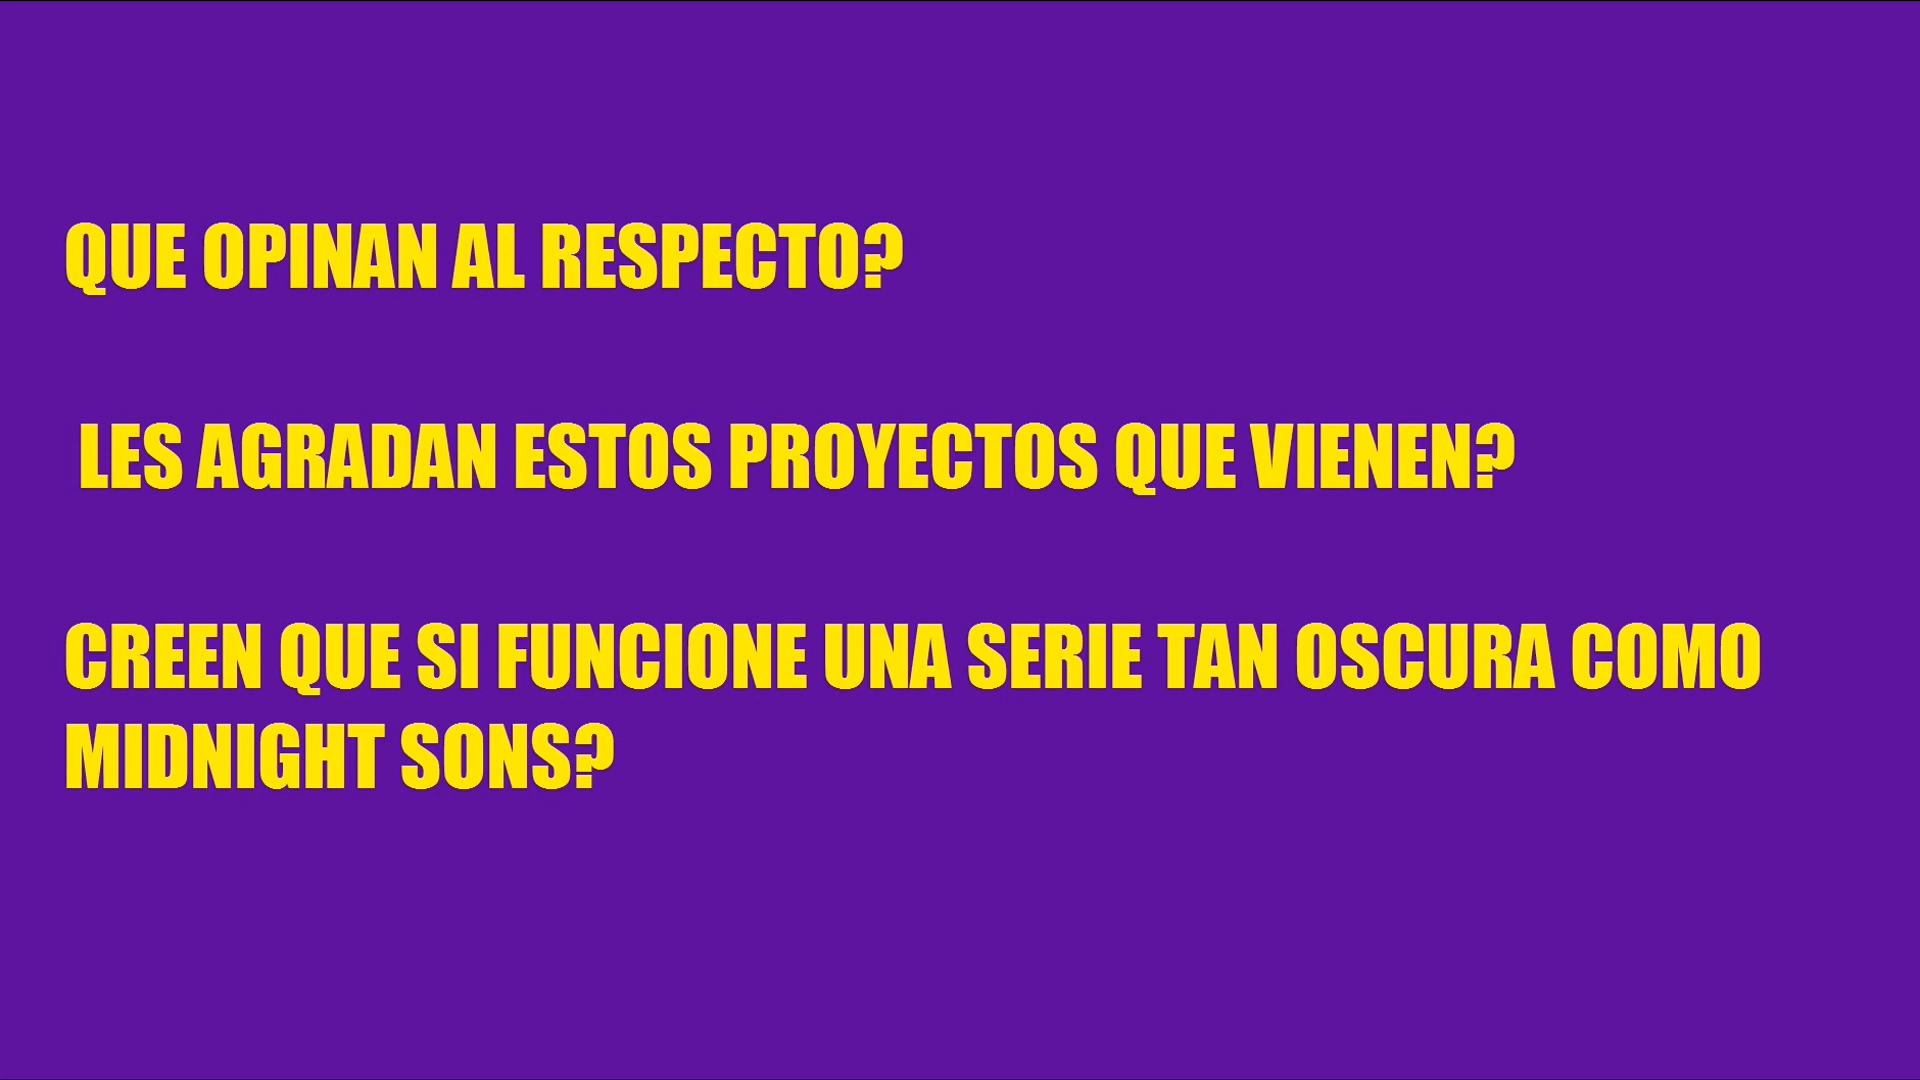 QUE OPINAN AL RESPECTO?
LES AGRADAN ESTOS PROYECTOS QUE VIENEN?
CREEN QUE SI FUNCIONE UNA SERIE TAN OSCURA COMO
MIDNIGHT SONS?